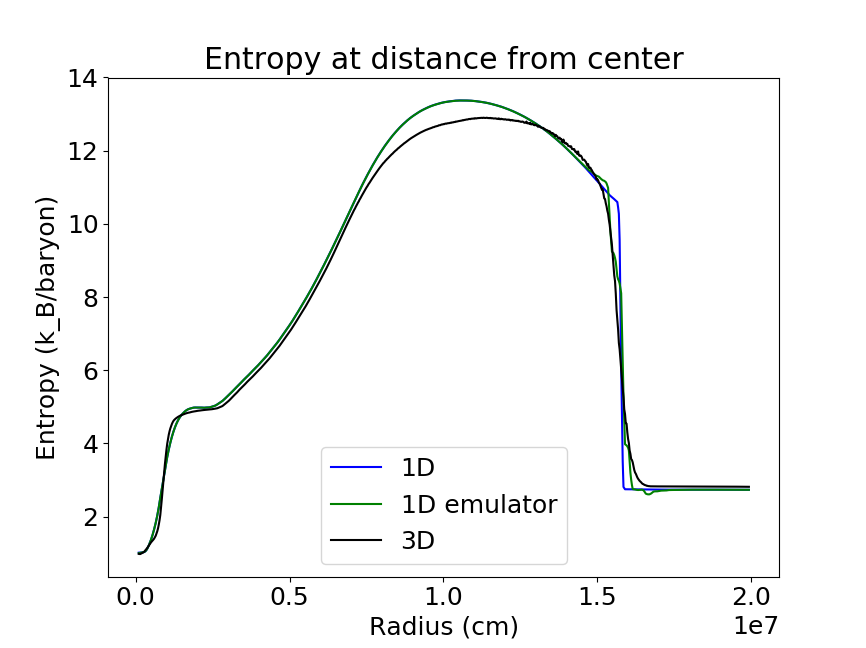 Entropy at distance from center
14
12
10
8
6
4
2
Entropy (k_B/baryon)
1D
1D emulator
3D
0.0 0.5 1.0 1.5 2.0
Radius (cm)
1e7